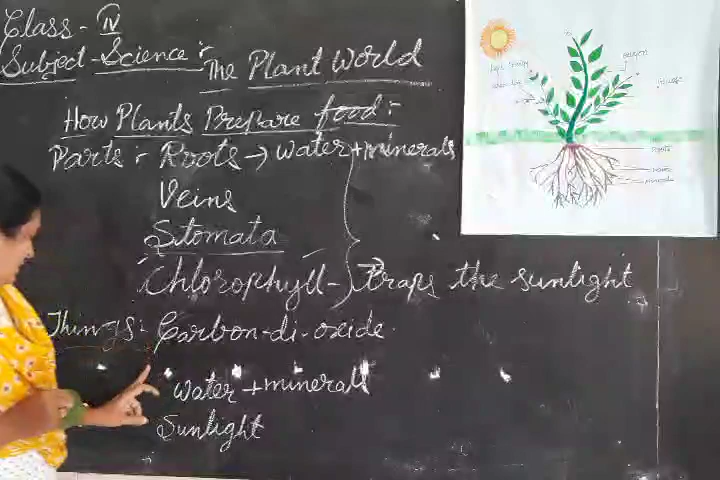 Class - IV
Subject - Science :-
The Plant World
How Plants Prepare food :-
Parts :- Roots → water + minerals
Veins
Stomata
Chlorophyll - Traps the sunlight
Things :- Carbon-di-oxide
water + minerals
Sunlight